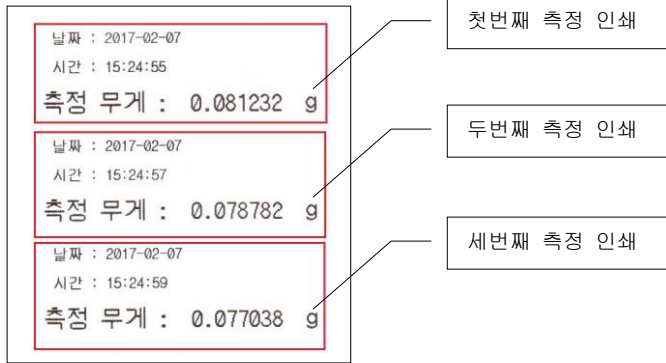 날짜 : 2017-02-07
시간 : 15:24:55
측정 무게 : 0.081232 g
첫번째 측정 인쇄
날짜 : 2017-02-07
시간 : 15:24:57
측정 무게 : 0.078782 g
두번째 측정 인쇄
날짜 : 2017-02-07
시간 : 15:24:59
측정 무게 : 0.077038 g
세번째 측정 인쇄